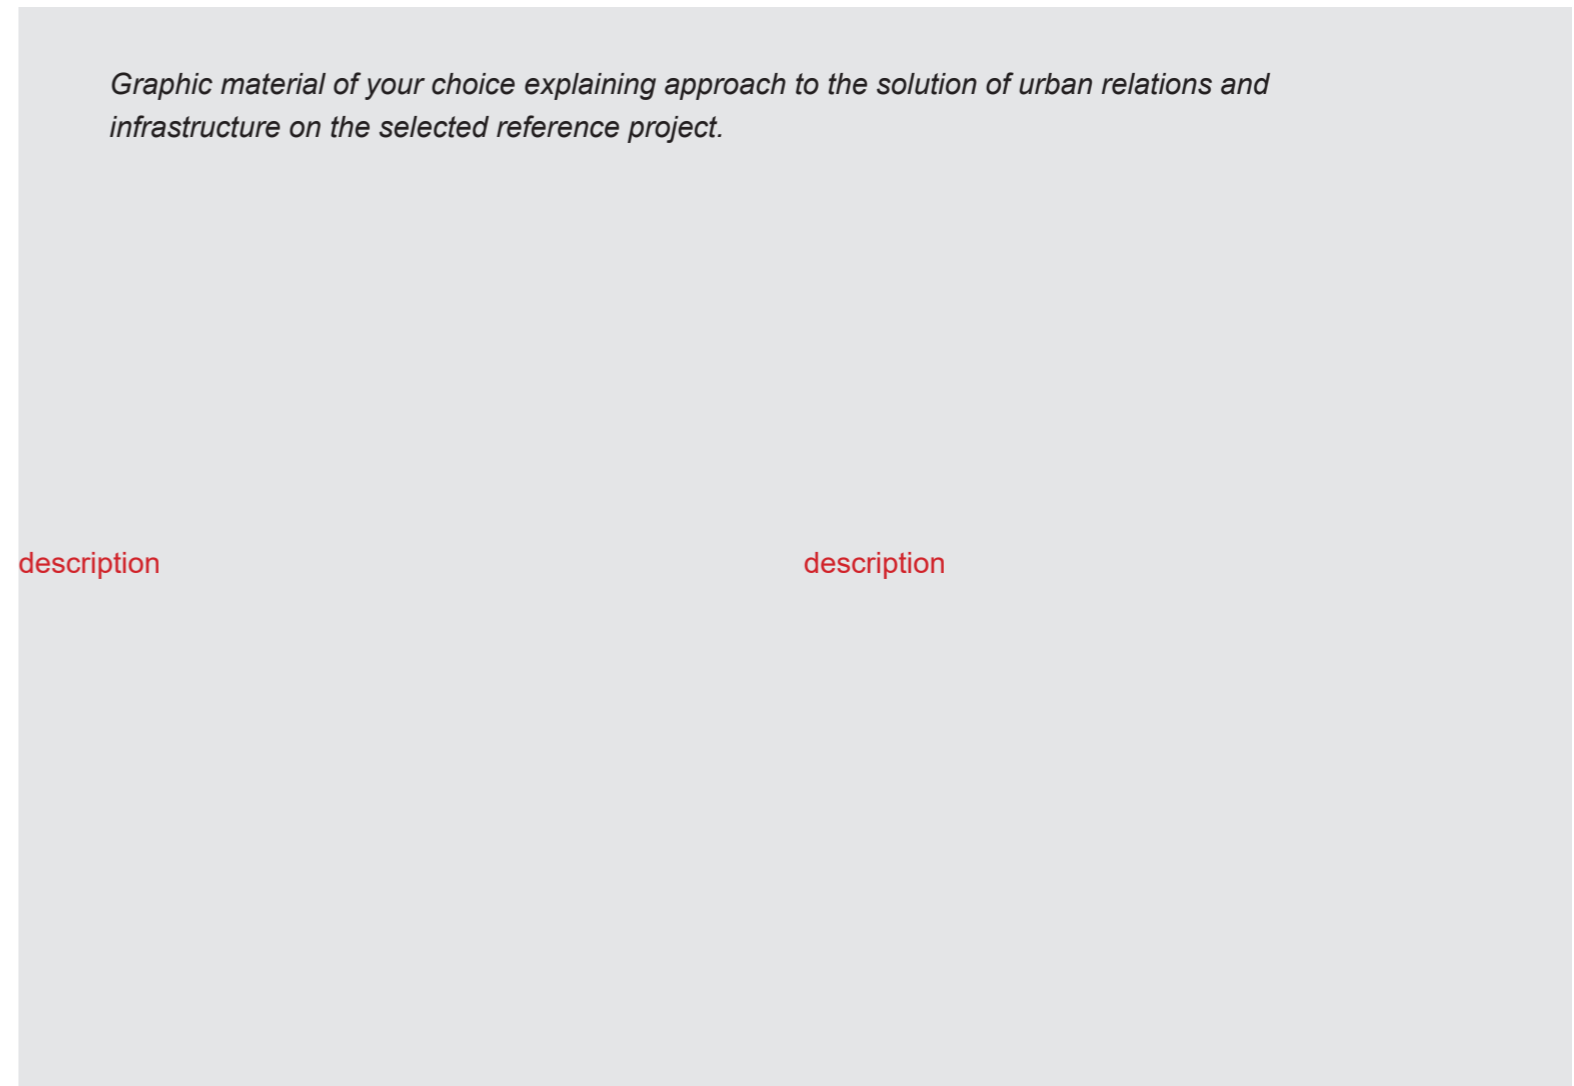 Graphic material of your choice explaining approach to the solution of urban relations and
infrastructure on the selected reference project.
description
description